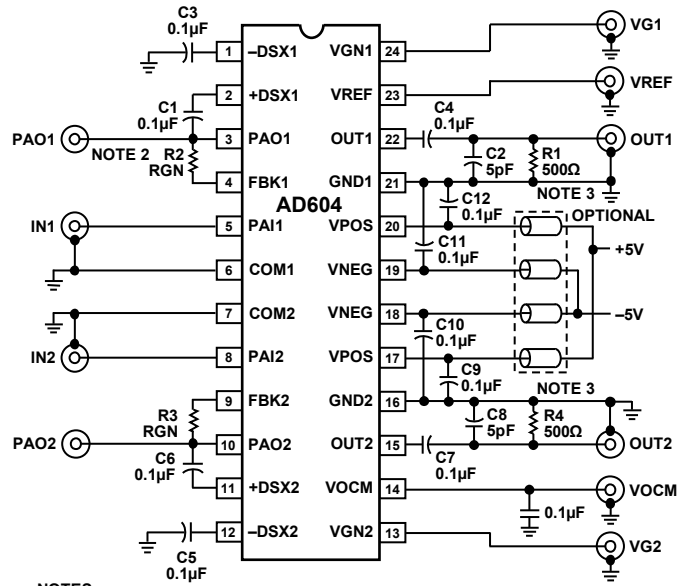 C3
0.1µF
1 –DSX1
VGN1 24
VG1
2 +DSX1
VREF 23
VREF
C1
0.1µF
C4
0.1µF
PAO1
NOTE 2
R2
RGN
3 PAO1
OUT1 22
C2
5pF
R1
500Ω
OUT1
4 FBK1
GND1 21
NOTE 3
AD604
C12
0.1µF
OPTIONAL
IN1
5 PAI1
VPOS 20
C11
0.1µF
+5V
6 COM1
VNEG 19
7 COM2
VNEG 18
–5V
C10
0.1µF
IN2
8 PAI2
VPOS 17
C9
0.1µF
9 FBK2
GND2 16
NOTE 3
R3
RGN
C8
5pF
R4
500Ω
PAO2
10 PAO2
OUT2 15
OUT2
C6
0.1µF
C7
0.1µF
11 +DSX2
VOCM 14
VOCM
0.1µF
12 –DSX2
VGN2 13
VG2
C5
0.1µF